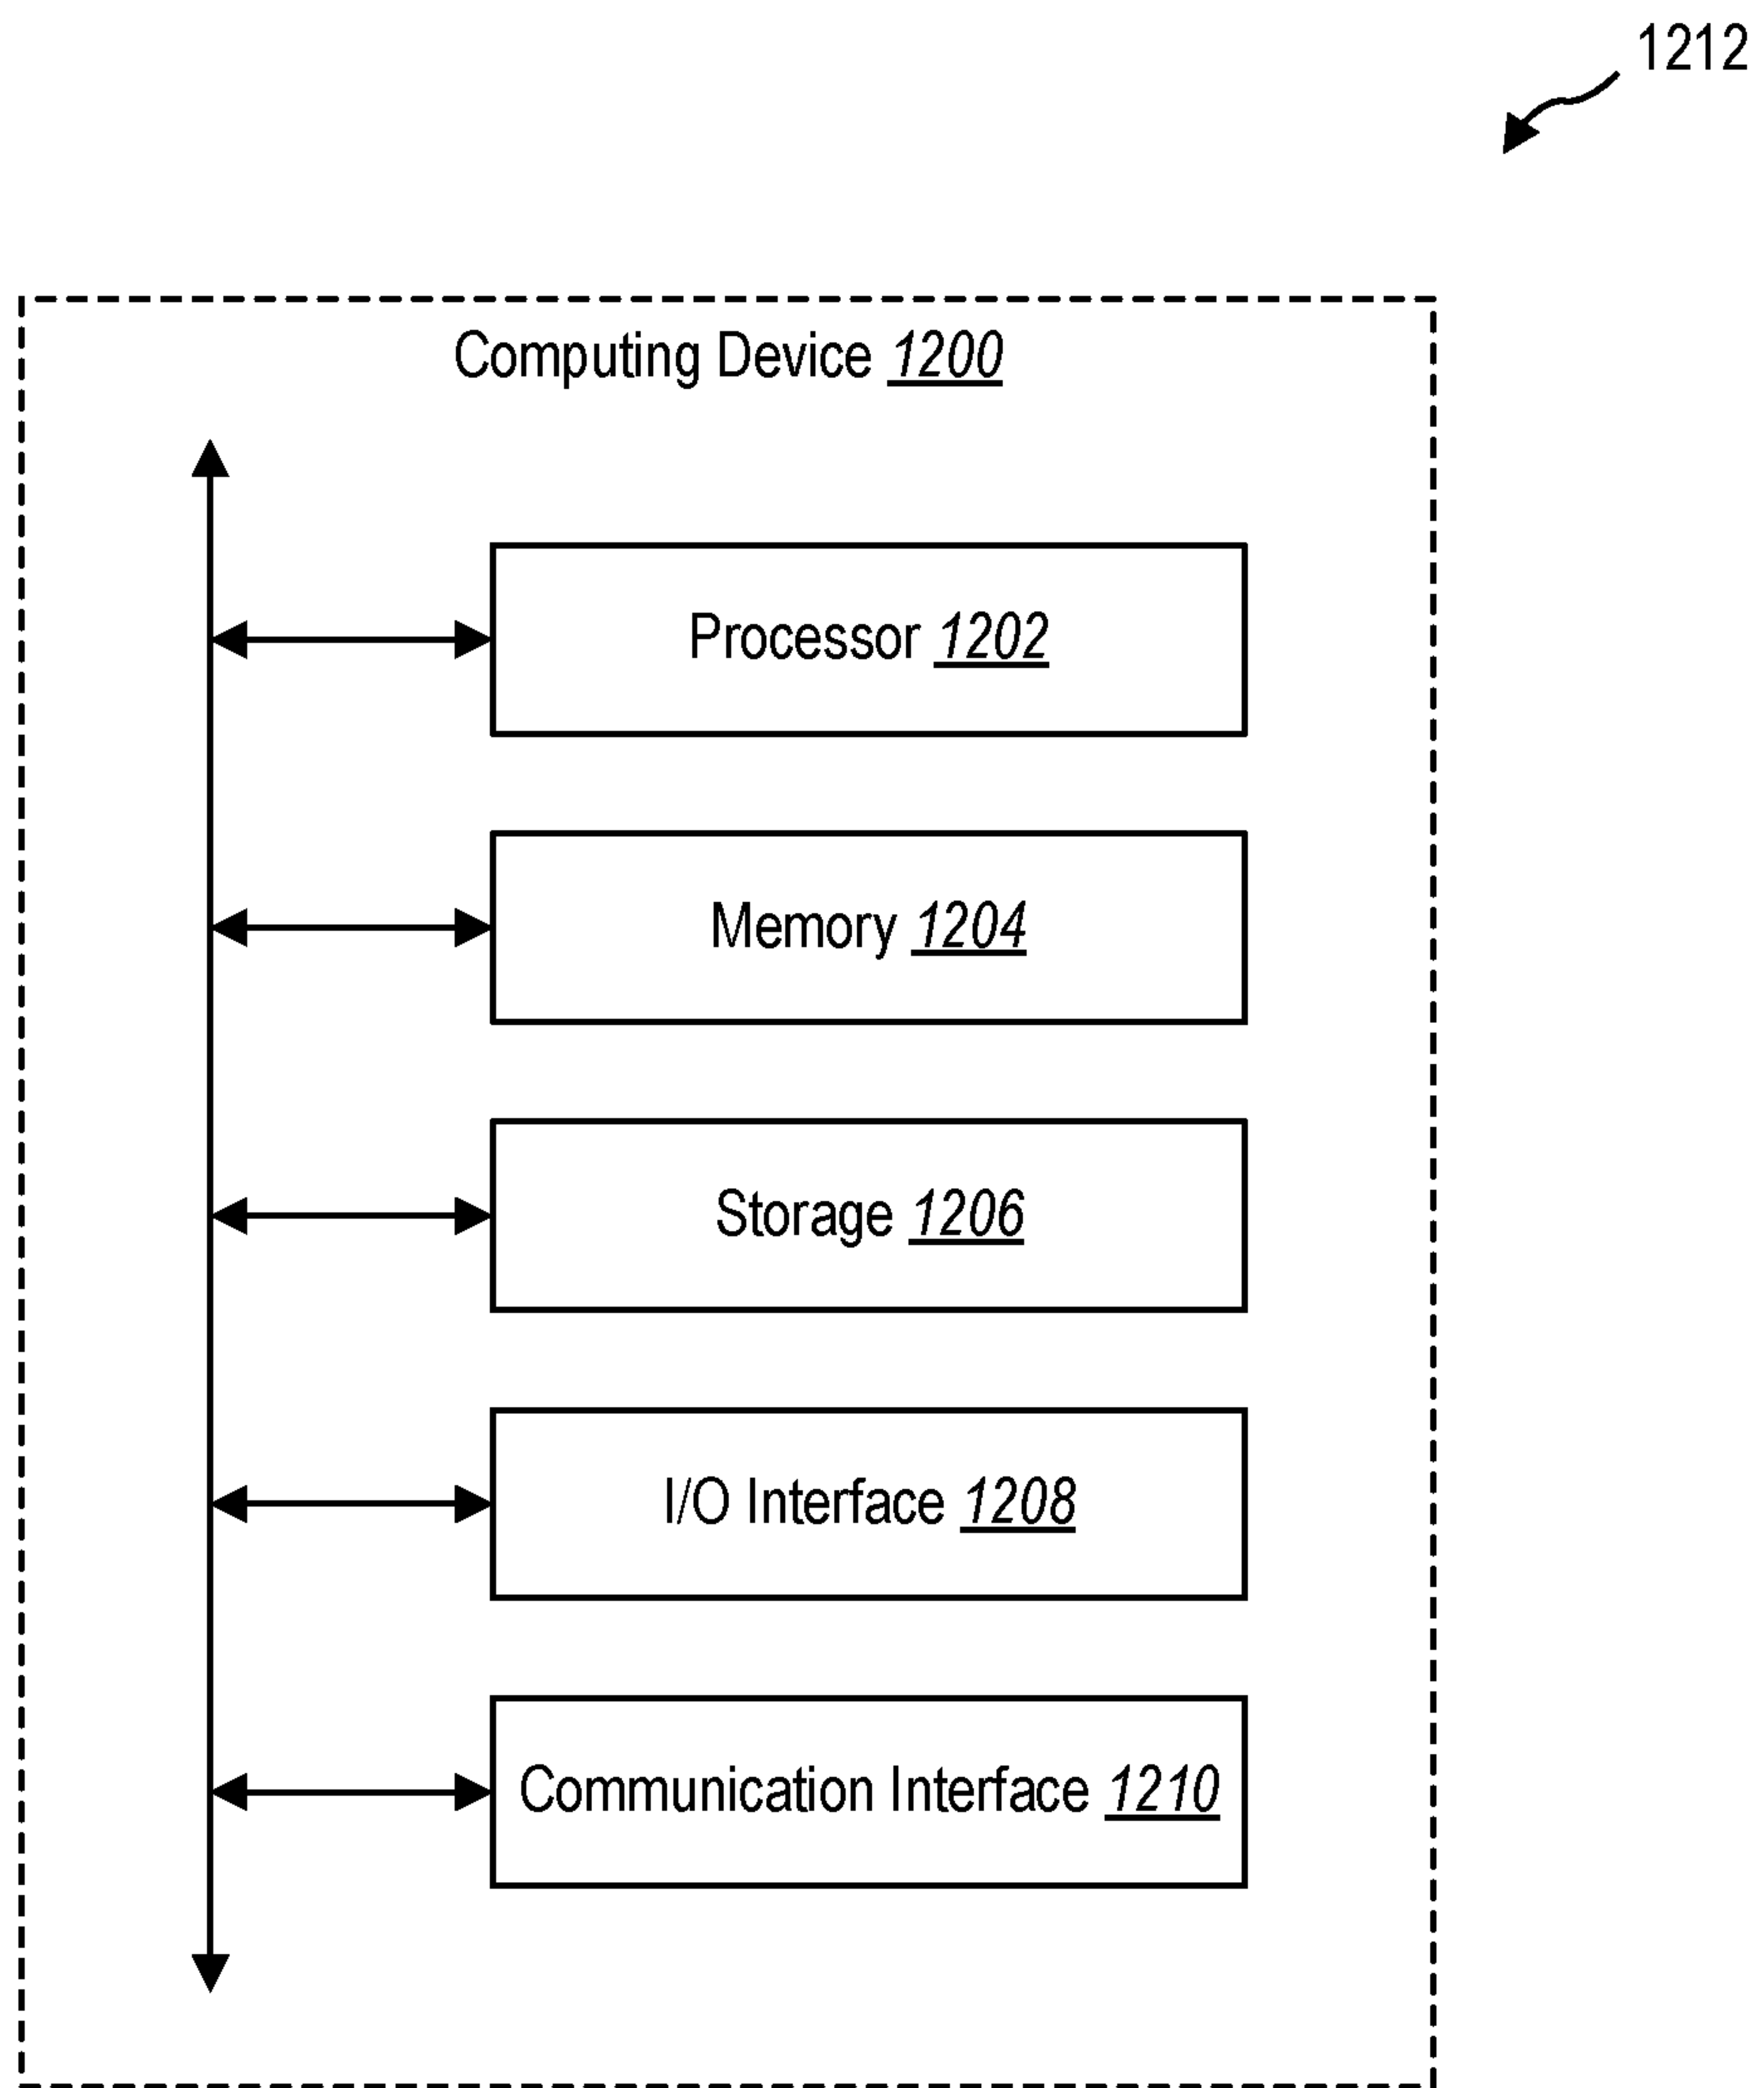 1212
Computing Device 1200
Processor 1202
Memory 1204
Storage 1206
I/O Interface 1208
Communication Interface 1210